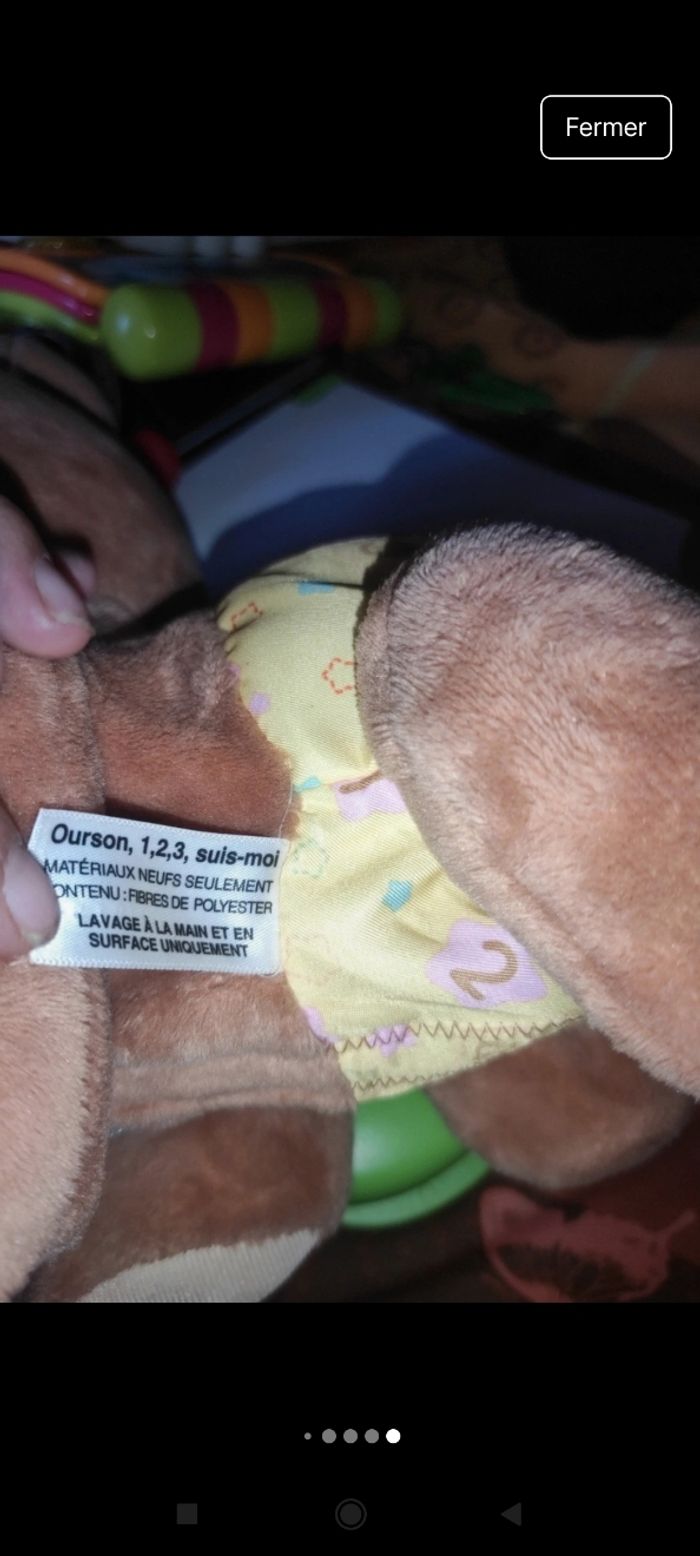 Fermer
Ourson, 1,2,3, suis-moi
MATÉRIAUX NEUFS SEULEMENT
ONTENU : FIBRES DE POLYESTER
LAVAGE À LA MAIN ET EN
SURFACE UNIQUEMENT
2